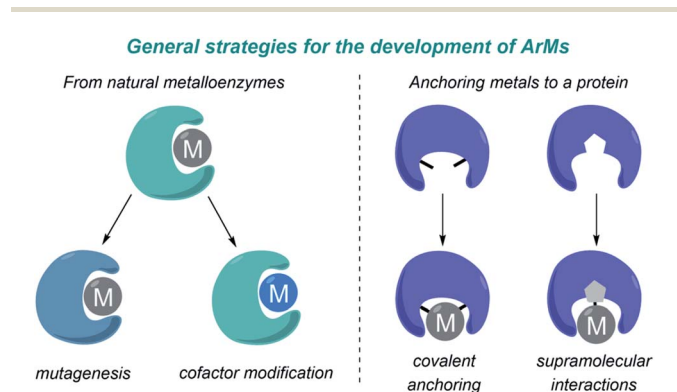 General strategies for the development of ArMs
From natural metalloenzymes
Anchoring metals to a protein
M
M
M
M
M
mutagenesis
cofactor modification
covalent
anchoring
supramolecular
interactions